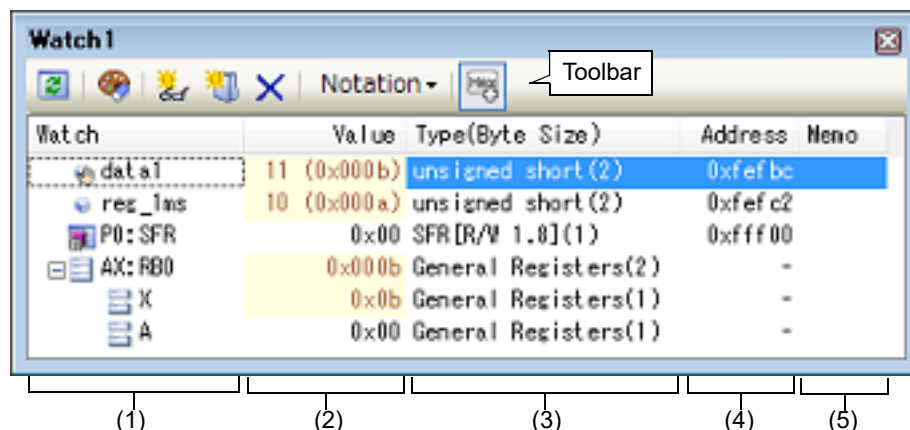 Watch1
Notation
Hex
Toolbar
Watch Value Type(Byte Size) Address Memo
data1 11 (0x000b) unsigned short(2) 0xfefbc
reg_1ms 10 (0x000a) unsigned short(2) 0xfefc2
P0:SFR 0x00 SFR[R/W 1.8](1) 0xfff00
AX:RB0 0x000b General Registers(2) -
X 0x0b General Registers(1) -
A 0x00 General Registers(1) -
(1) (2) (3) (4) (5)